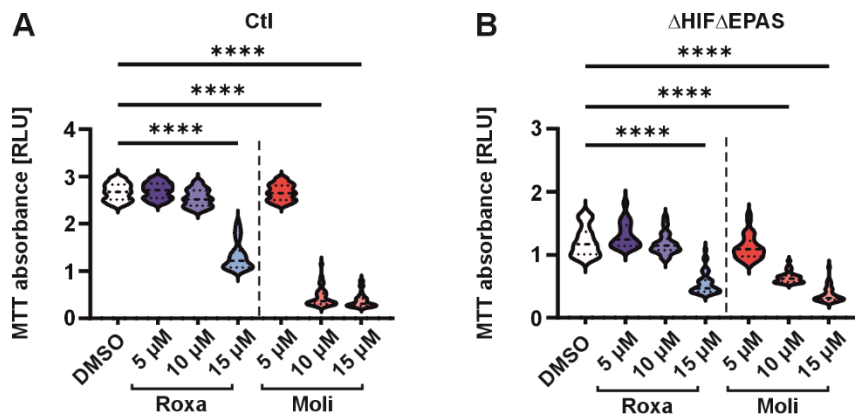 A
Ctl
****
****
****
MTT absorbance [RLU]
4
3
2
1
0
DMSO
5 µM
10 µM
15 µM
5 µM
10 µM
15 µM
Roxa
Moli
B
ΔHIFΔEPAS
****
****
****
MTT absorbance [RLU]
3
2
1
0
DMSO
5 µM
10 µM
15 µM
5 µM
10 µM
15 µM
Roxa
Moli